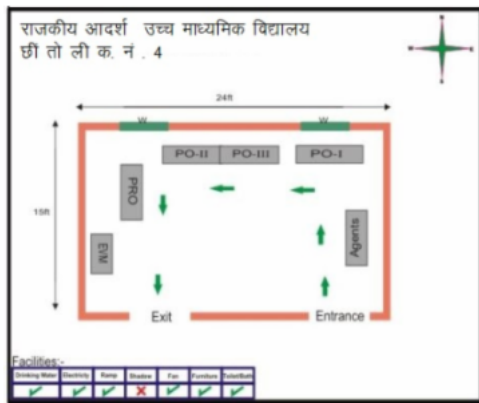 राजकीय आदर्श उच्च माध्यमिक विद्यालय
छीं तो ली क. नं . 4
24ft
W W
PO-II PO-III PO-I
15ft
PRO
Agents
EVM
Exit Entrance
Facilities:-
Drinking Water Electricty Ramp Shadow Fan Furniture Toilet/Bath